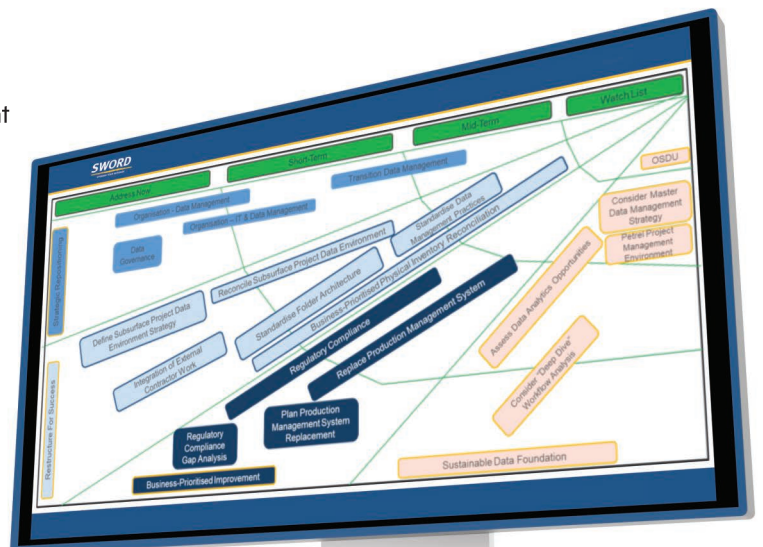 nt
SWORD
Address Now
Short-Term
Mid-Term
Watch List
Strategic Repositioning
Organisation - Data Management
Organisation – IT & Data Management
Transition Data Management
Data
Governance
OSDU
Consider Master
Data Management
Strategy
Petrel Project
Management
Environment
Define Subsurface Project Data
Environment Strategy
Reconcile Subsurface Project Data Environment
Standardise Data
Management Practices
Integration of External
Contractor Work
Standardise Folder Architecture
Business-Prioritised Physical Inventory Reconciliation
Regulatory Compliance
Replace Production Management System
Assess Data Analytics Opportunities
Consider "Deep Dive"
Workflow Analysis
Restructure For Success
Regulatory
Compliance
Gap Analysis
Plan Production
Management System
Replacement
Business-Prioritised Improvement
Sustainable Data Foundation